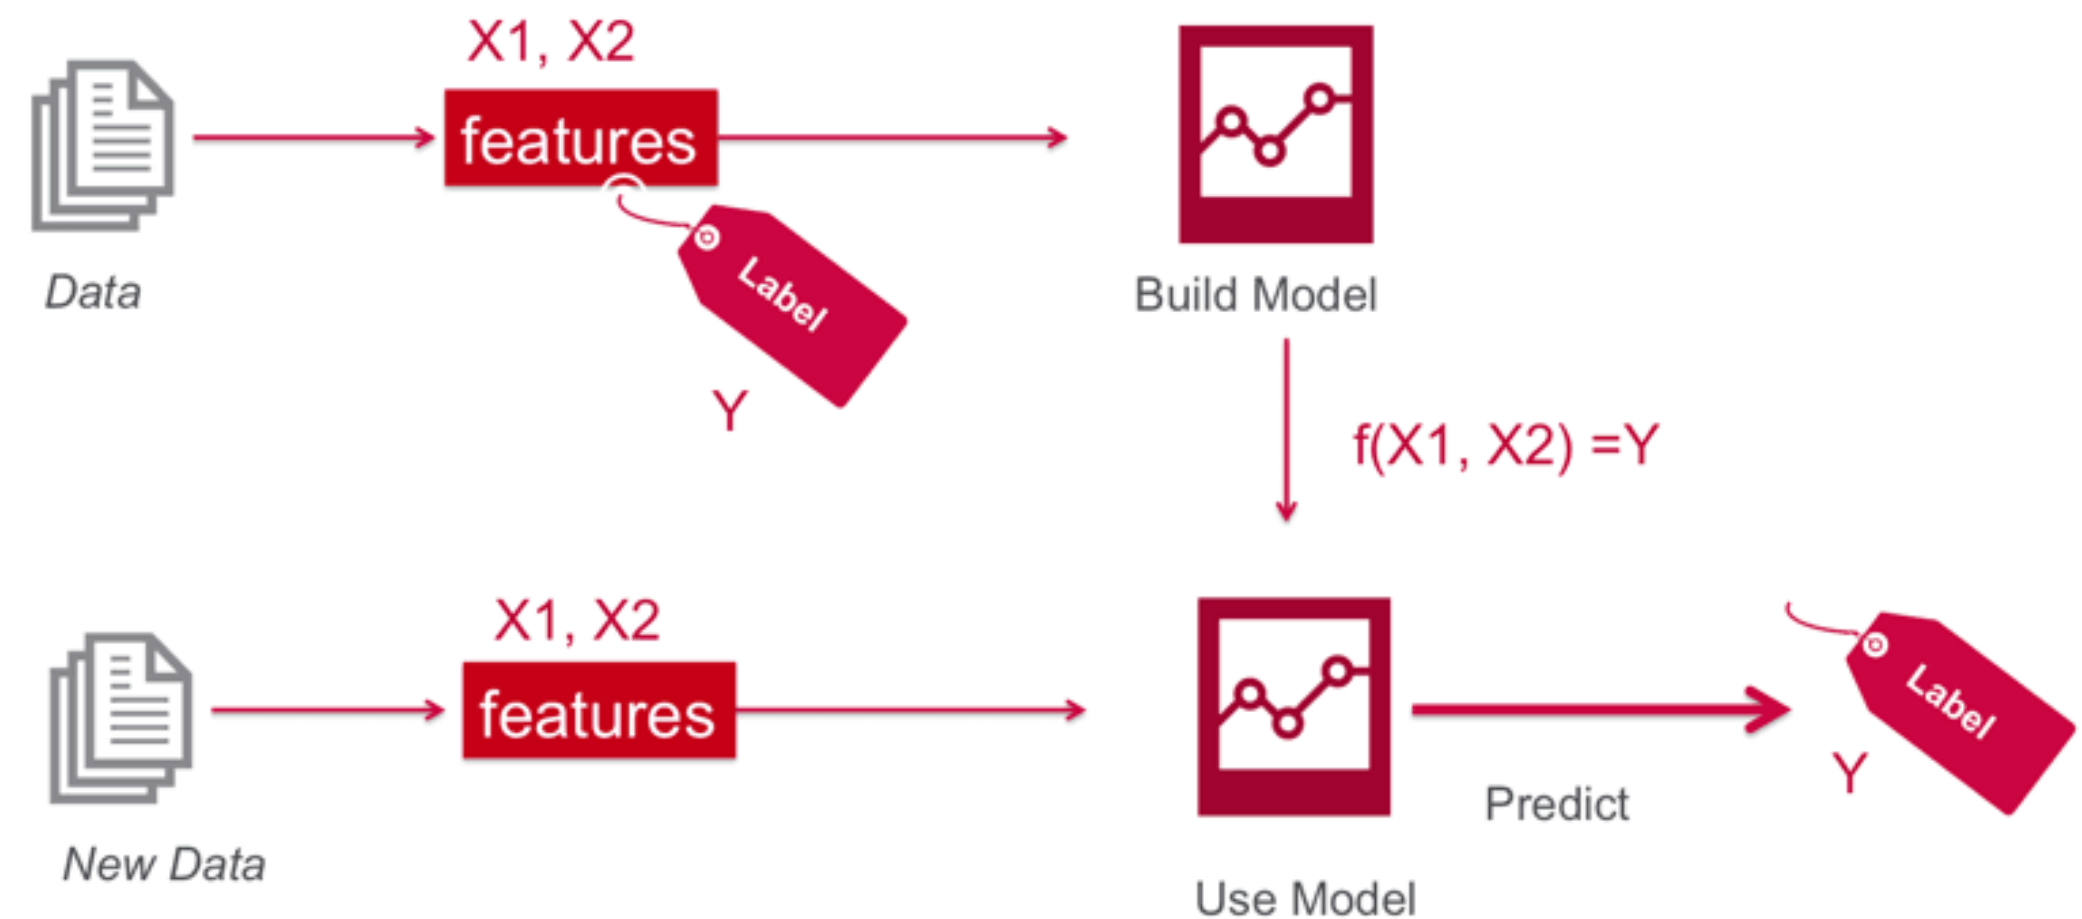 X1, X2
features
Label
Data
Build Model
Y
f(X1, X2) =Y
X1, X2
features
Label
Y
Predict
New Data
Use Model